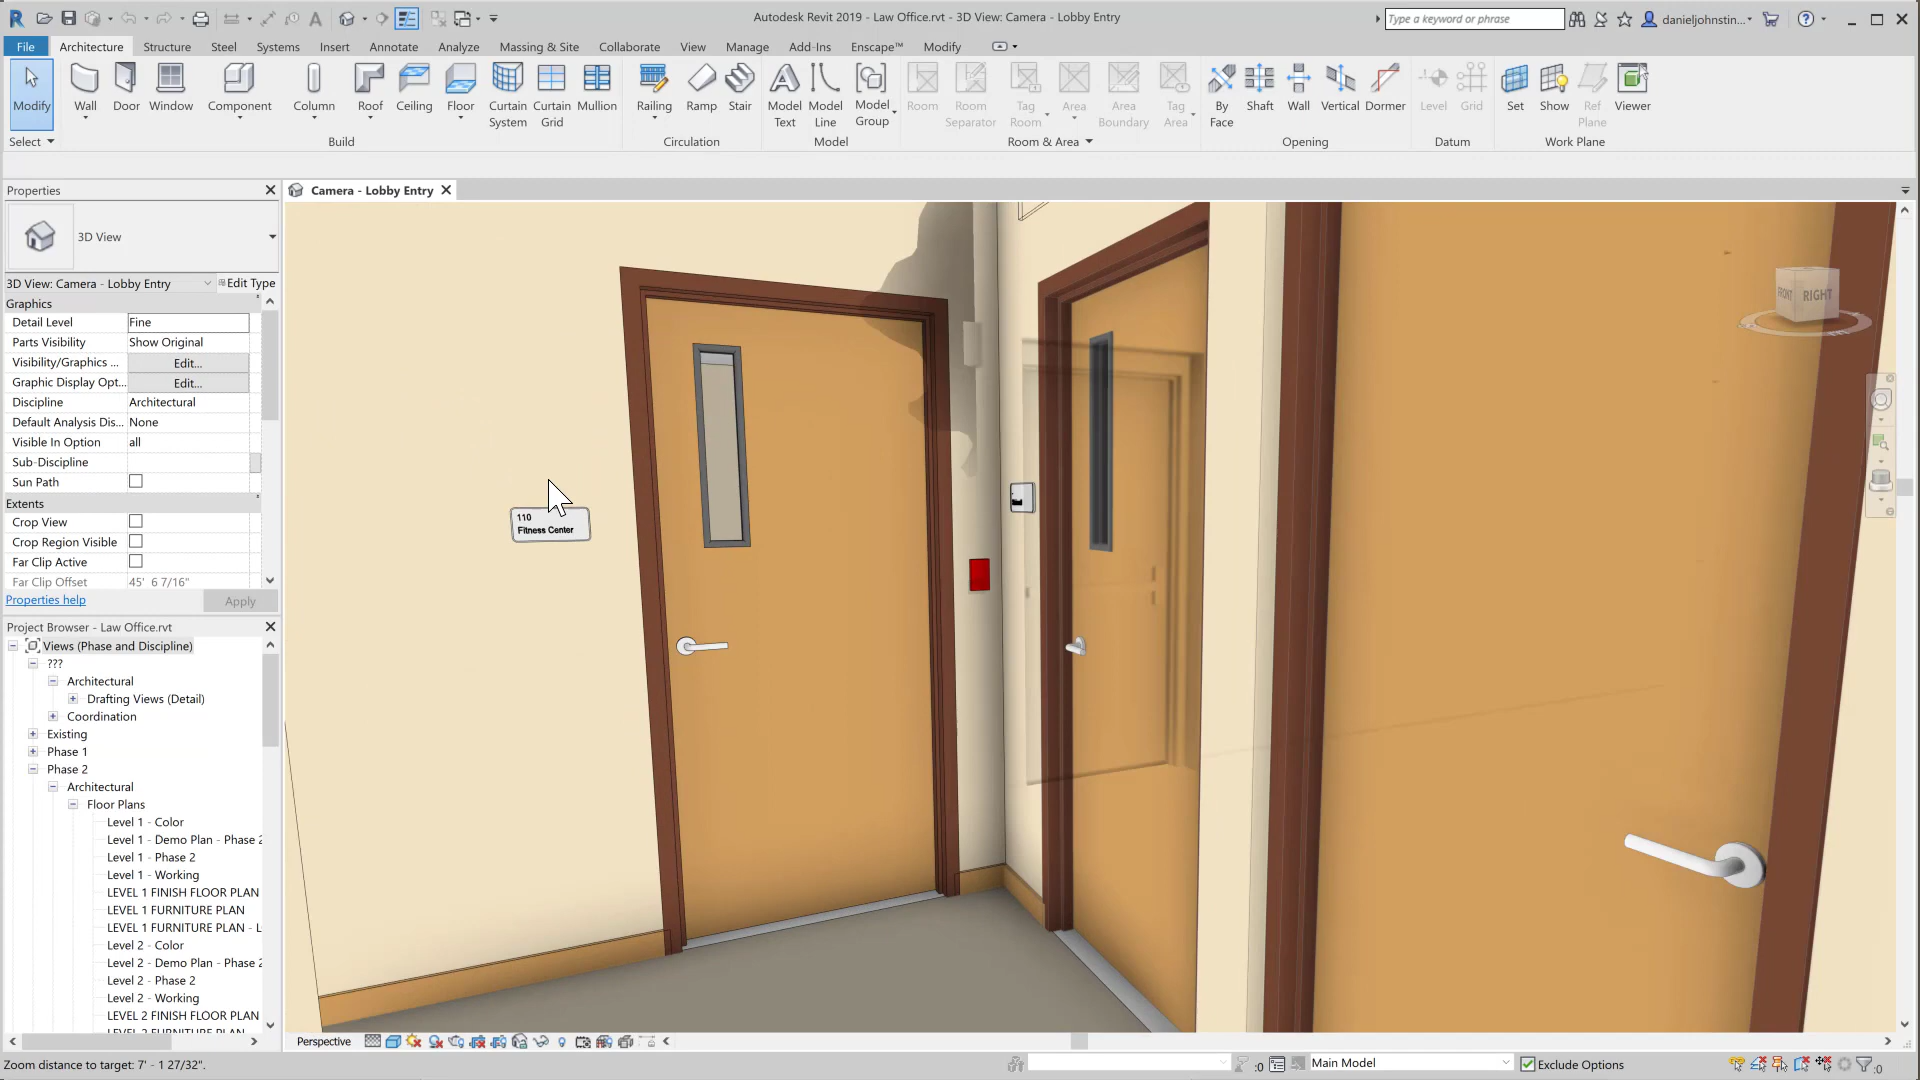 Autodesk Revit 2019 - Law Office.rvt - 3D View: Camera - Lobby Entry
Type a keyword or phrase
danieljohnstin...
File Architecture Structure Steel Systems Insert Annotate Analyze Massing & Site Collaborate View Manage Add-Ins Enscape™ Modify
Modify
Wall
Door
Window
Component
Column
Roof
Ceiling
Floor
Curtain System
Curtain Grid
Mullion
Railing
Ramp
Stair
Model Text
Model Line
Model Group
Room
Room Separator
Tag Room
Area
Area Boundary
Tag Area
By Face
Shaft
Wall
Vertical
Dormer
Level
Grid
Set
Show
Ref Plane
Viewer
Select Build Circulation Model Room & Area Opening Datum Work Plane
Properties
Camera - Lobby Entry
3D View
3D View: Camera - Lobby Entry
Edit Type
Graphics
Detail Level Fine
Parts Visibility Show Original
Visibility/Graphics ... Edit...
Graphic Display Opt... Edit...
Discipline Architectural
Default Analysis Dis... None
Visible In Option all
Sub-Discipline
Sun Path
Extents
Crop View
Crop Region Visible
Far Clip Active
Far Clip Offset 45' 6 7/16"
Properties help
Apply
Project Browser - Law Office.rvt
Views (Phase and Discipline)
???
Architectural
Drafting Views (Detail)
Coordination
Existing
Phase 1
Phase 2
Architectural
Floor Plans
Level 1 - Color
Level 1 - Demo Plan - Phase 2
Level 1 - Phase 2
Level 1 - Working
LEVEL 1 FINISH FLOOR PLAN
LEVEL 1 FURNITURE PLAN
LEVEL 1 FURNITURE PLAN - L
Level 2 - Color
Level 2 - Demo Plan - Phase 2
Level 2 - Phase 2
Level 2 - Working
LEVEL 2 FINISH FLOOR PLAN
LEVEL 2 FURNITURE PLAN
110
Fitness Center
FRONT
RIGHT
Perspective
Zoom distance to target: 7' - 1 27/32".
:0
Main Model
Exclude Options
:0